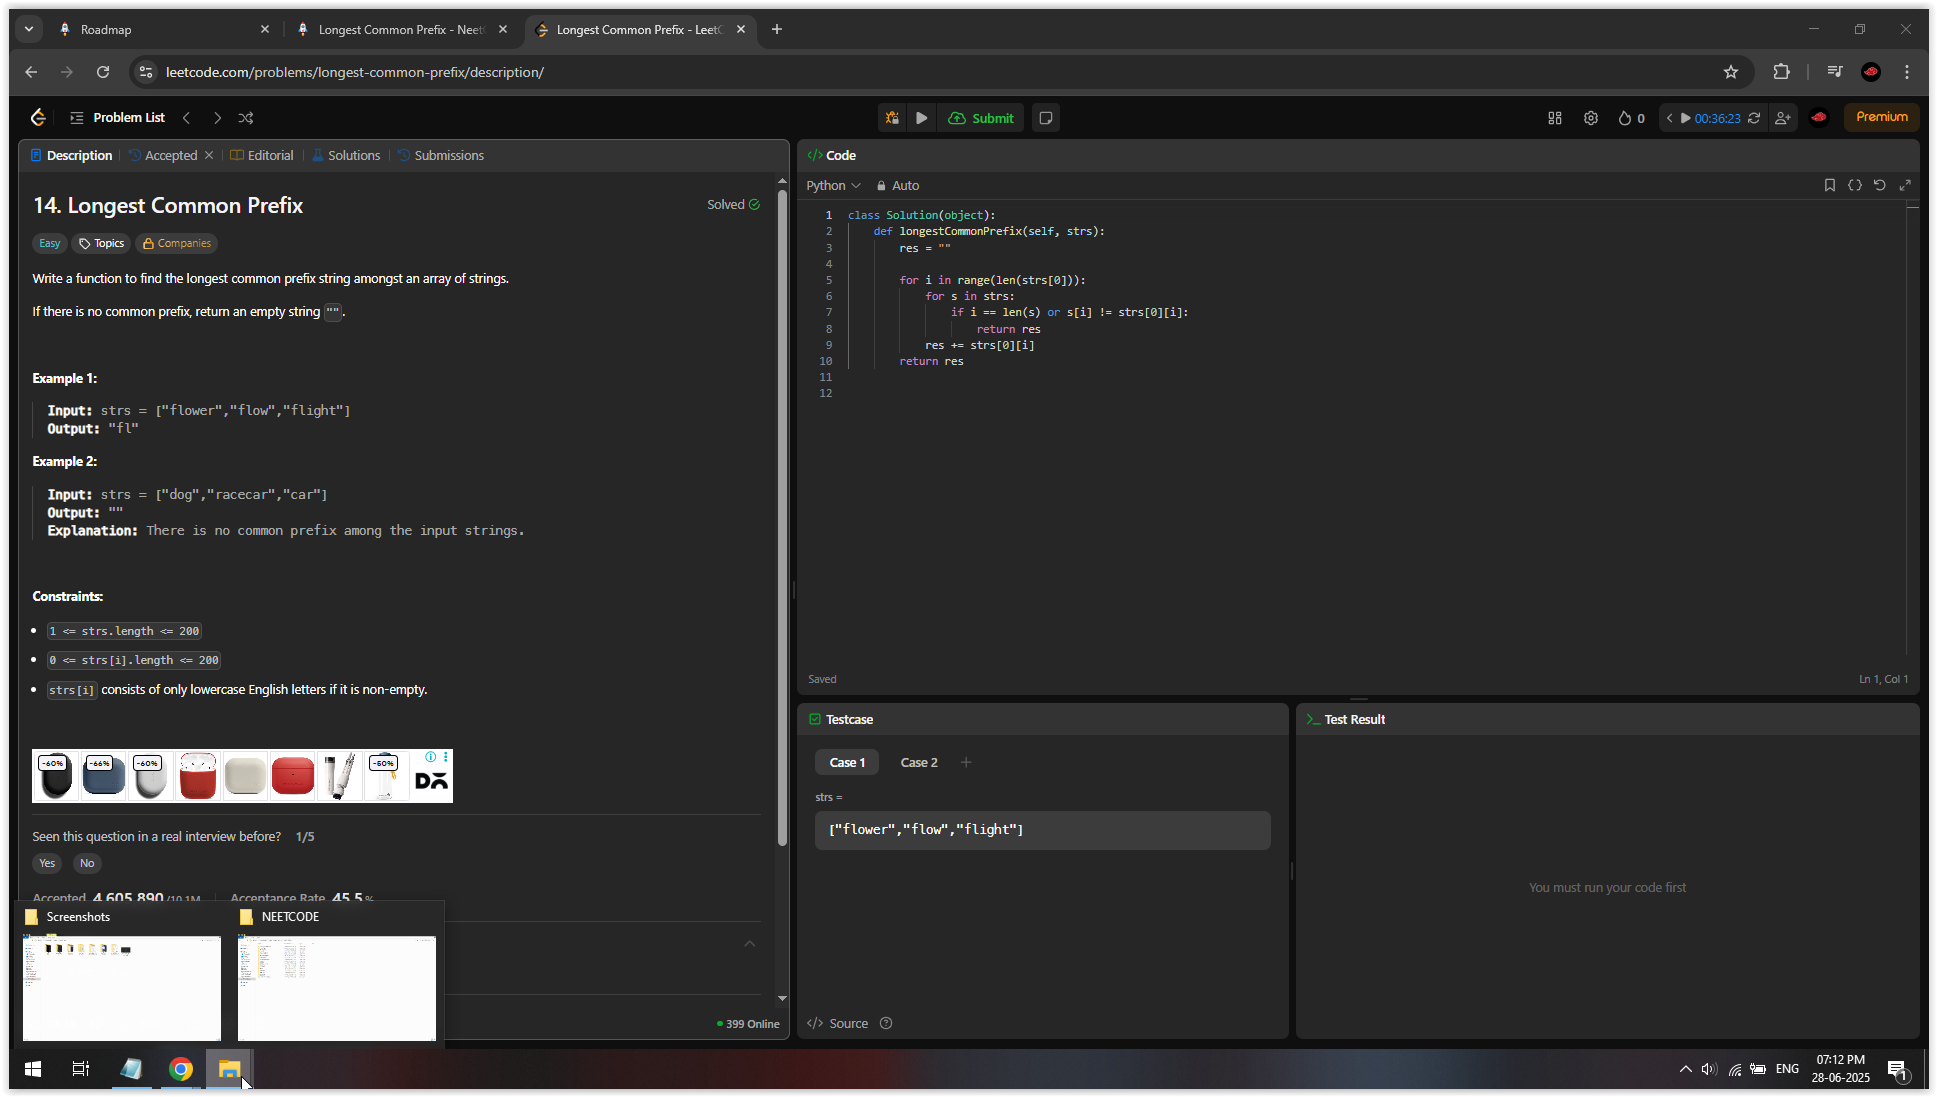 Roadmap
Longest Common Prefix - Neet
Longest Common Prefix - LeetC
leetcode.com/problems/longest-common-prefix/description/
Problem List
Submit
0
00:36:23
Premium
Description
Accepted
Editorial
Solutions
Submissions
14. Longest Common Prefix
Solved
Easy
Topics
Companies
Write a function to find the longest common prefix string amongst an array of strings.
If there is no common prefix, return an empty string "".
Example 1:
Input: strs = ["flower","flow","flight"]
Output: "fl"
Example 2:
Input: strs = ["dog","racecar","car"]
Output: ""
Explanation: There is no common prefix among the input strings.
Constraints:
1 <= strs.length <= 200
0 <= strs[i].length <= 200
strs[i] consists of only lowercase English letters if it is non-empty.
-60%
-66%
-60%
-50%
Seen this question in a real interview before? 1/5
Yes
No
Accepted 4,605,890/10.1M
Acceptance Rate 45.5%
Screenshots
NEETCODE
399 Online
</> Code
Python
Auto
1 class Solution(object):
2 def longestCommonPrefix(self, strs):
3 res = ""
4
5 for i in range(len(strs[0])):
6 for s in strs:
7 if i == len(s) or s[i] != strs[0][i]:
8 return res
9 res += strs[0][i]
10 return res
11
12
Saved
Ln 1, Col 1
Testcase
Case 1
Case 2
strs =
["flower","flow","flight"]
</> Source
Test Result
You must run your code first
ENG
07:12 PM
28-06-2025
1